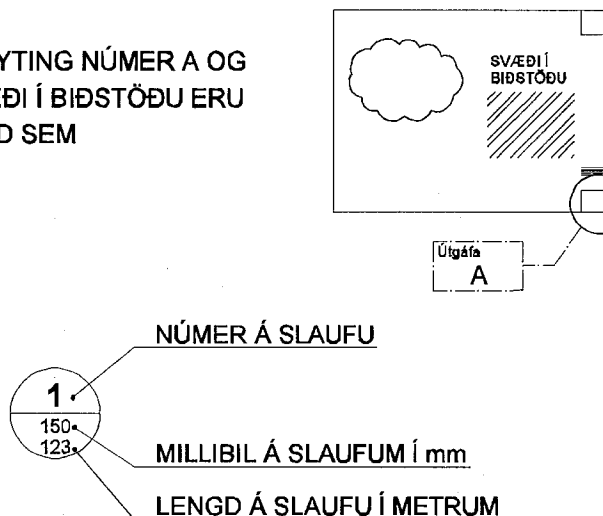 YTING NÚMER A OG
ÐI Í BIÐSTÖÐU ERU
D SEM
SVÆÐI Í
BIÐSTÖÐU
Útgáfa
A
NÚMER Á SLAUFU
1
150
123
MILLIBIL Á SLAUFUM Í mm
LENGD Á SLAUFU Í METRUM